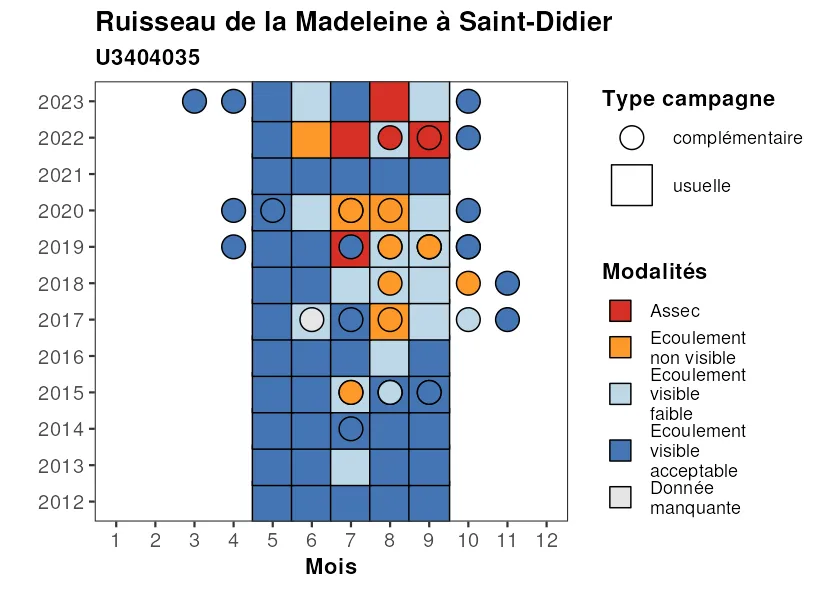 Ruisseau de la Madeleine à Saint-Didier
U3404035
2023
2022
2021
2020
2019
2018
2017
2016
2015
2014
2013
2012
1 2 3 4 5 6 7 8 9 10 11 12
Mois
Type campagne
complémentaire
usuelle
Modalités
Assec
Ecoulement
non visible
Ecoulement
visible
faible
Ecoulement
visible
acceptable
Donnée
manquante